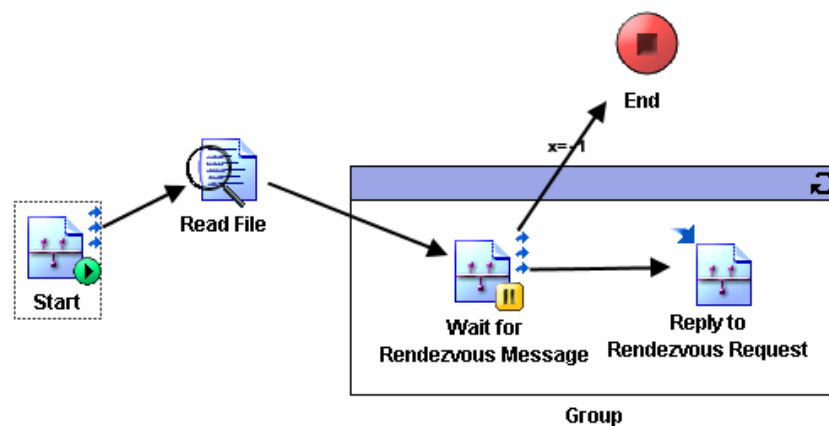 End
x=-1
Read File
Start
Wait for
Rendezvous Message
Reply to
Rendezvous Request
Group